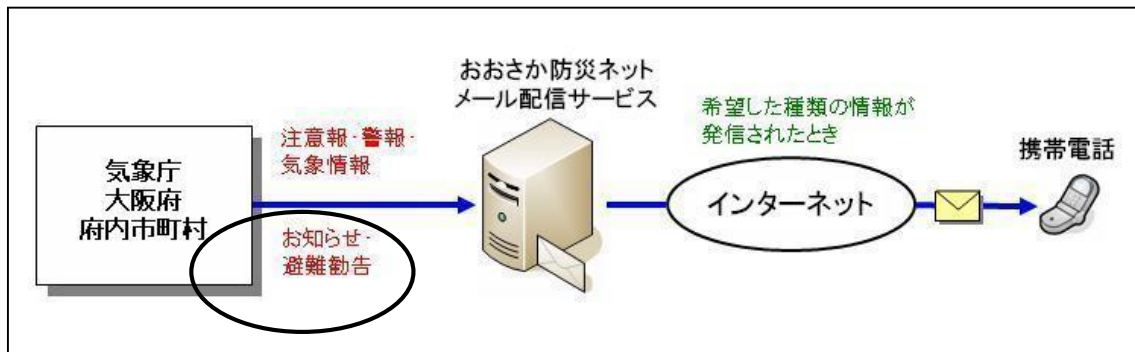 気象庁
大阪府
府内市町村
注意報・警報・
気象情報
お知らせ・
避難勧告
おおさか防災ネット
メール配信サービス
希望した種類の情報が
発信されたとき
インターネット
携帯電話